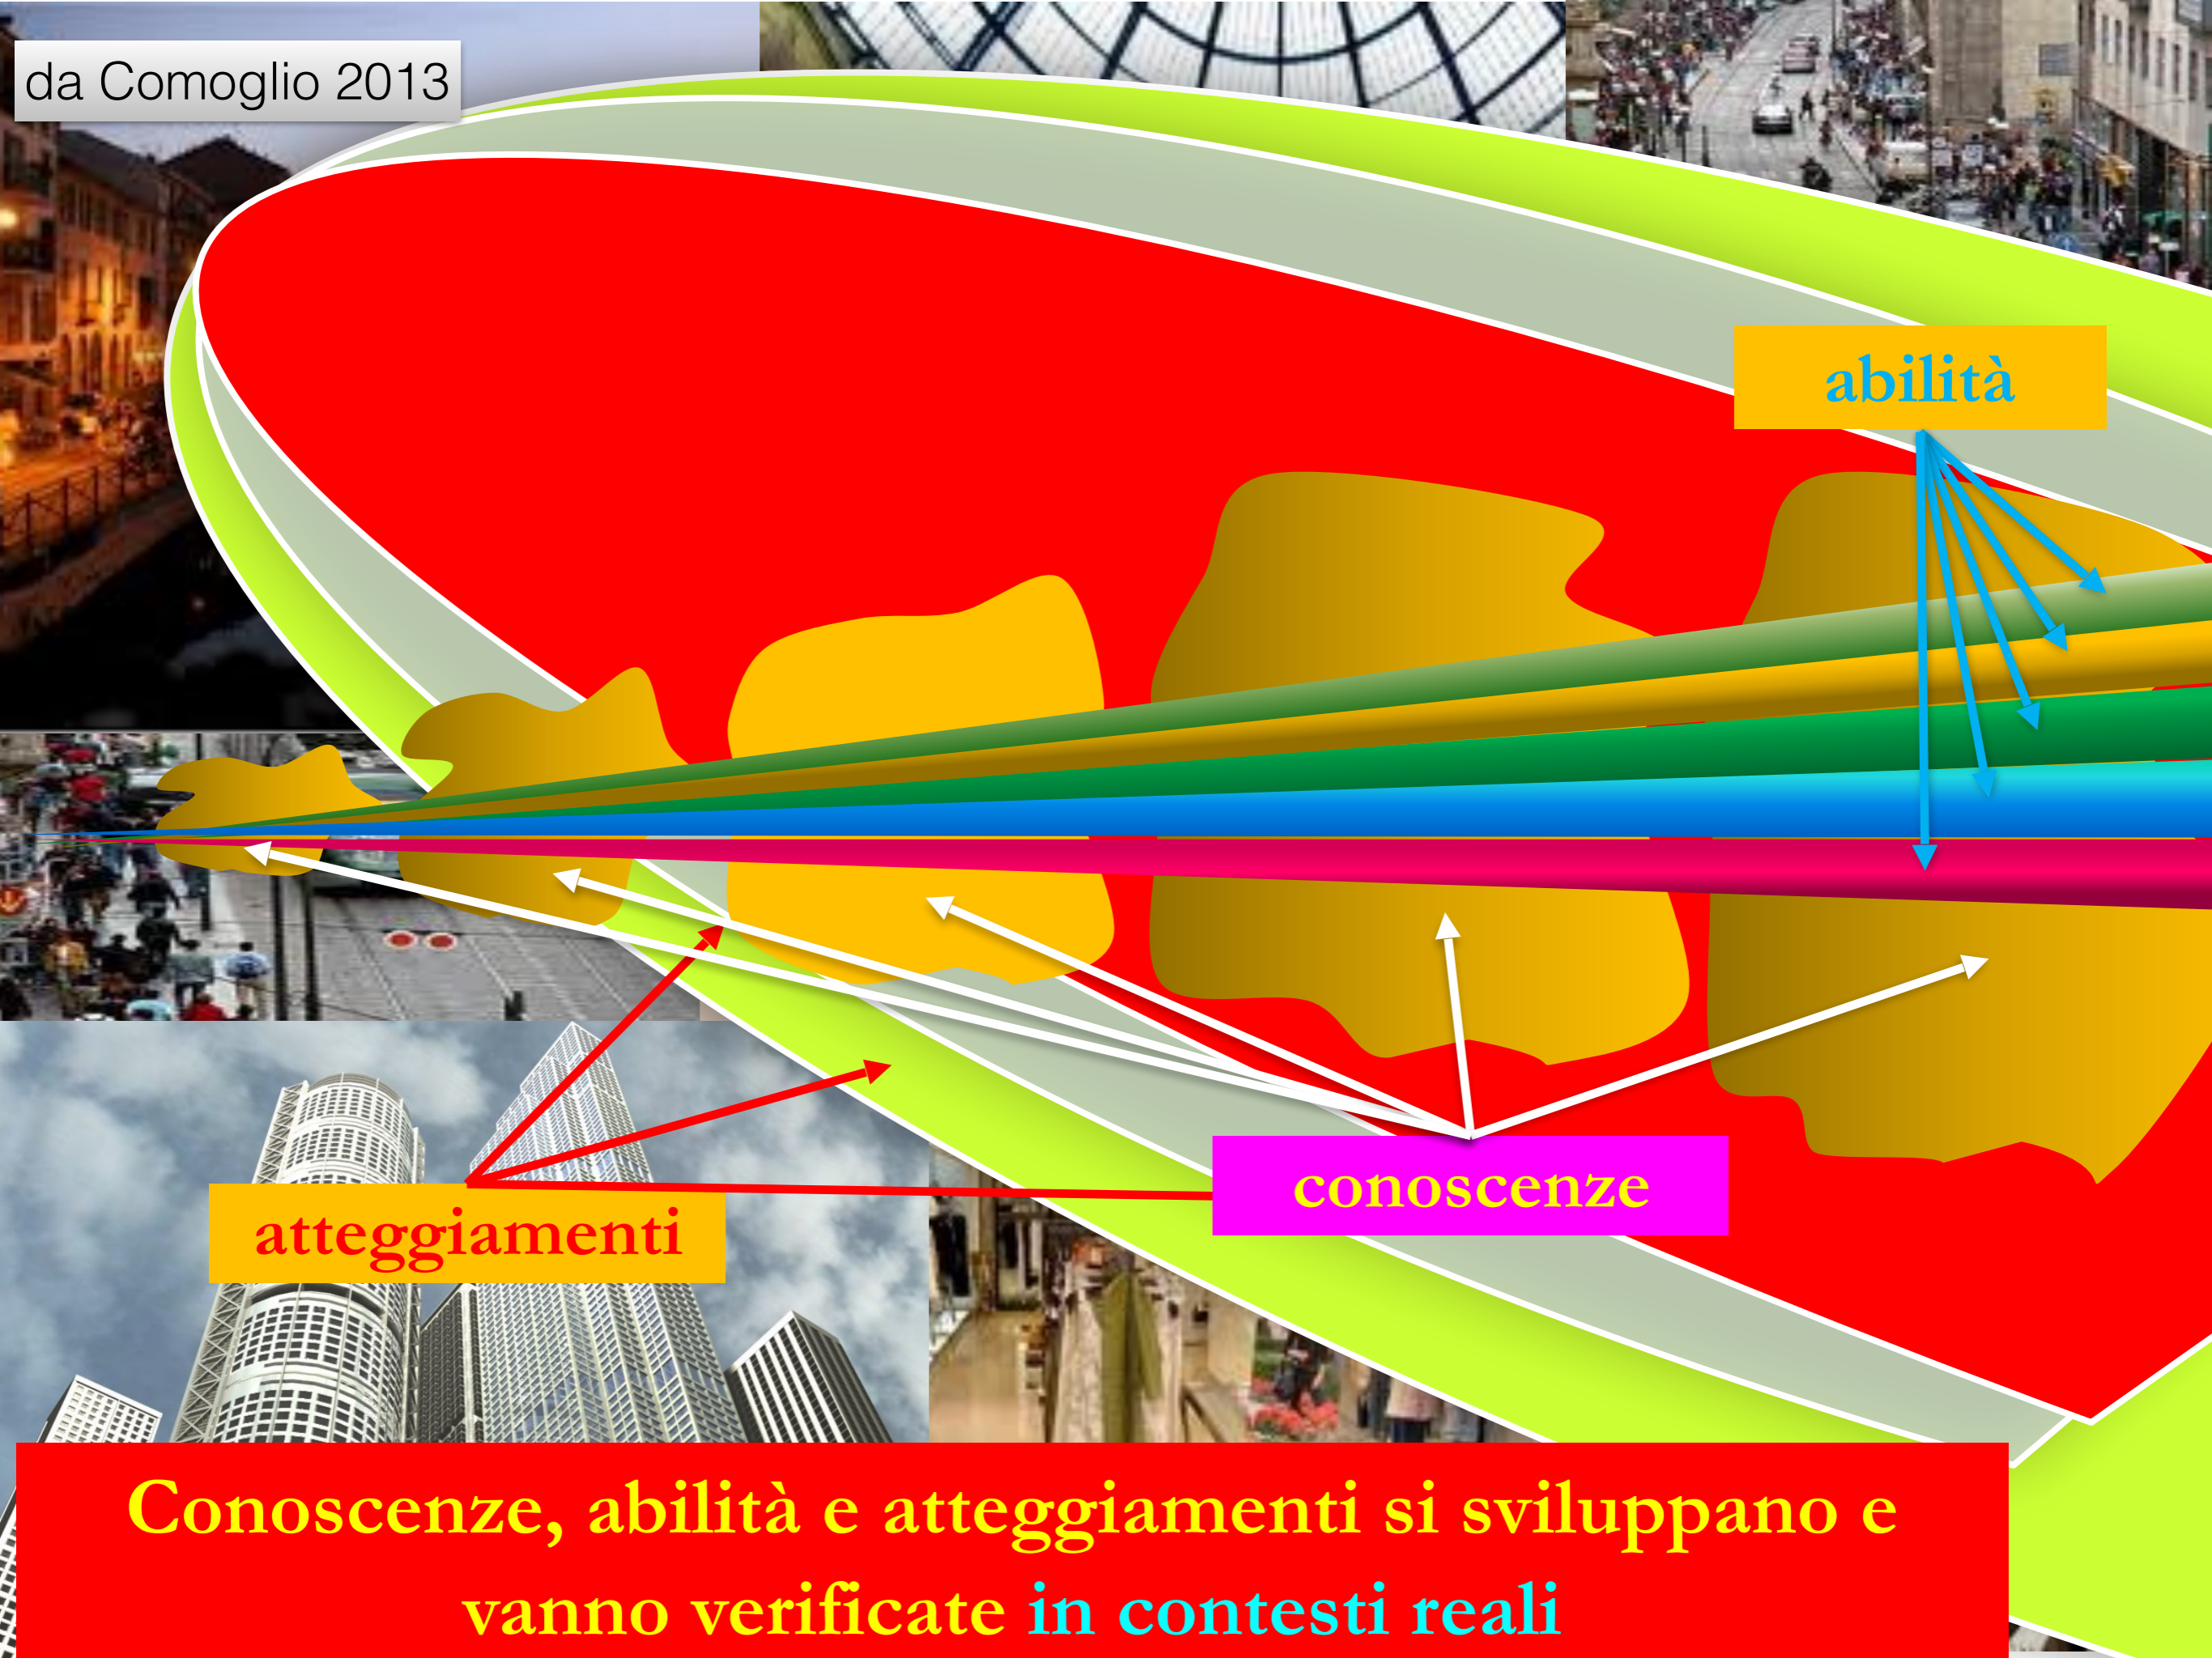 da Comoglio 2013
abilità
conoscenze
atteggiamenti
Conoscenze, abilità e atteggiamenti si sviluppano e
vanno verificate in contesti reali